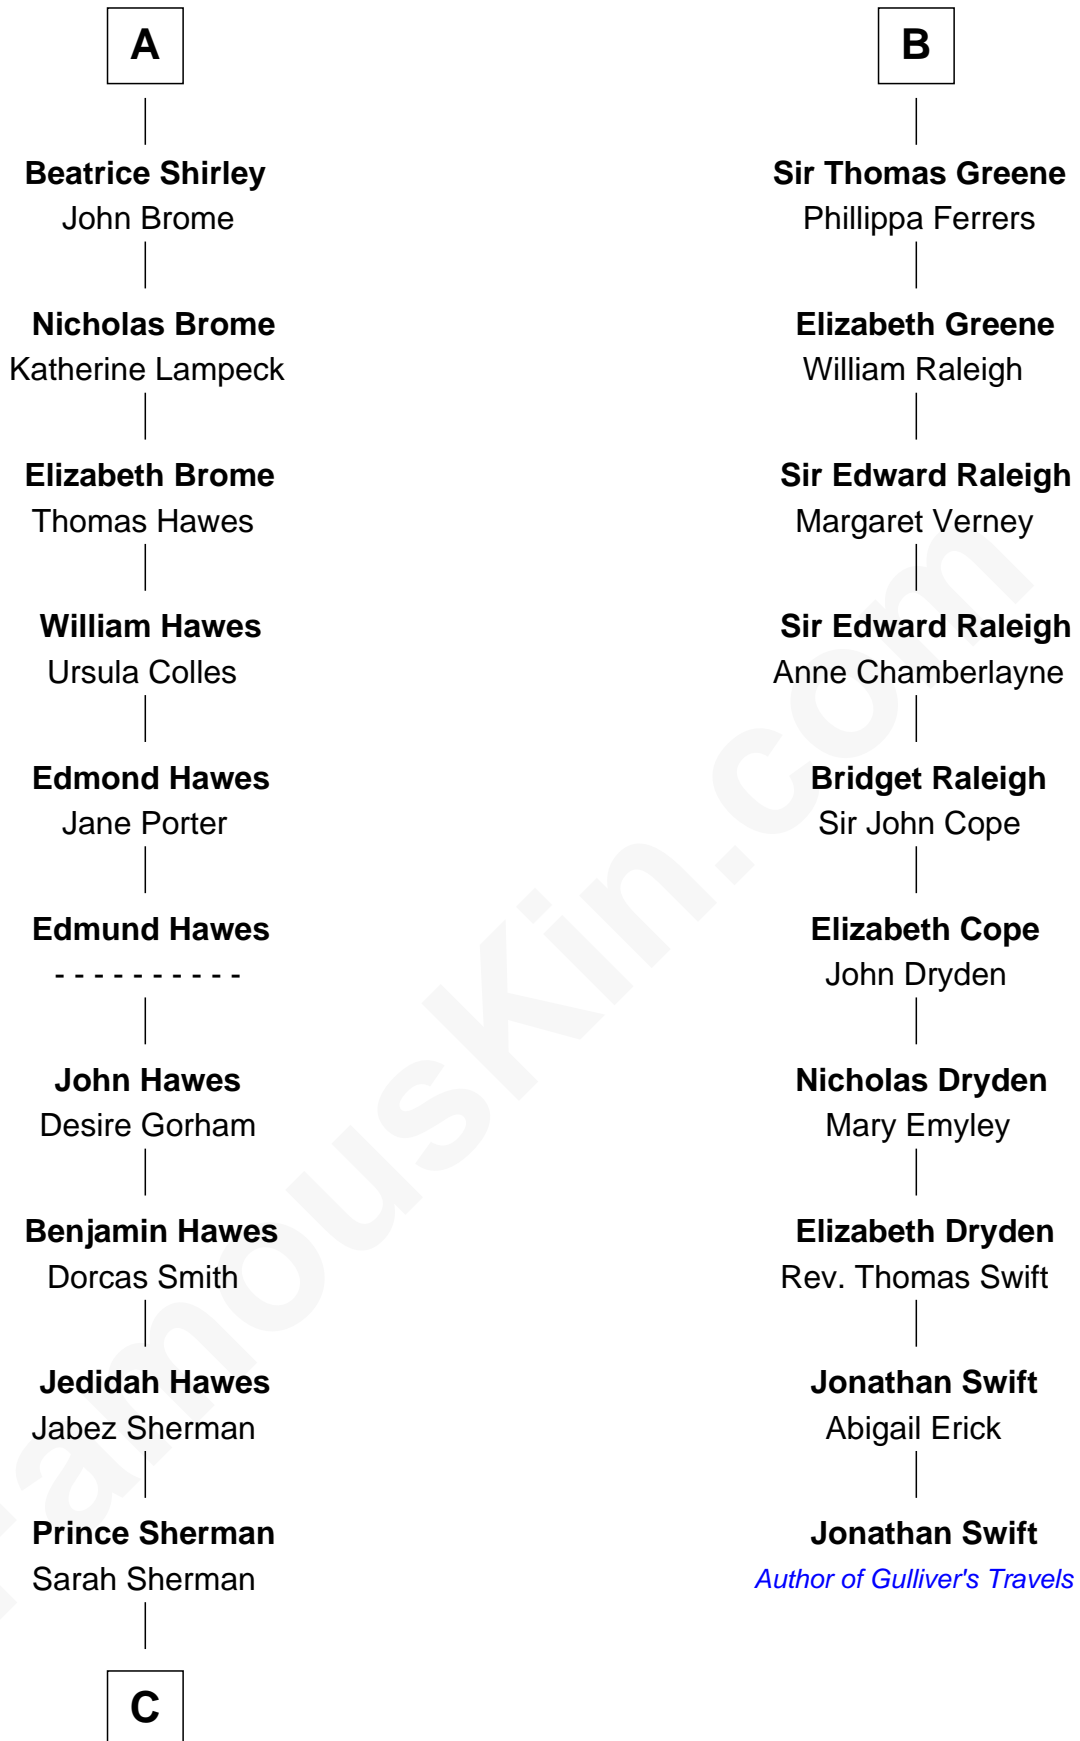 A
Beatrice Shirley
John Brome
Nicholas Brome
Katherine Lampeck
Elizabeth Brome
Thomas Hawes
William Hawes
Ursula Colles
Edmond Hawes
Jane Porter
Edmund Hawes
- - - - - - - - - -
John Hawes
Desire Gorham
Benjamin Hawes
Dorcas Smith
Jedidah Hawes
Jabez Sherman
Prince Sherman
Sarah Sherman
C
B
Sir Thomas Greene
Phillippa Ferrers
Elizabeth Greene
William Raleigh
Sir Edward Raleigh
Margaret Verney
Sir Edward Raleigh
Anne Chamberlayne
Bridget Raleigh
Sir John Cope
Elizabeth Cope
John Dryden
Nicholas Dryden
Mary Emyley
Elizabeth Dryden
Rev. Thomas Swift
Jonathan Swift
Abigail Erick
Jonathan Swift
Author of Gulliver's Travels
FamousKin.com